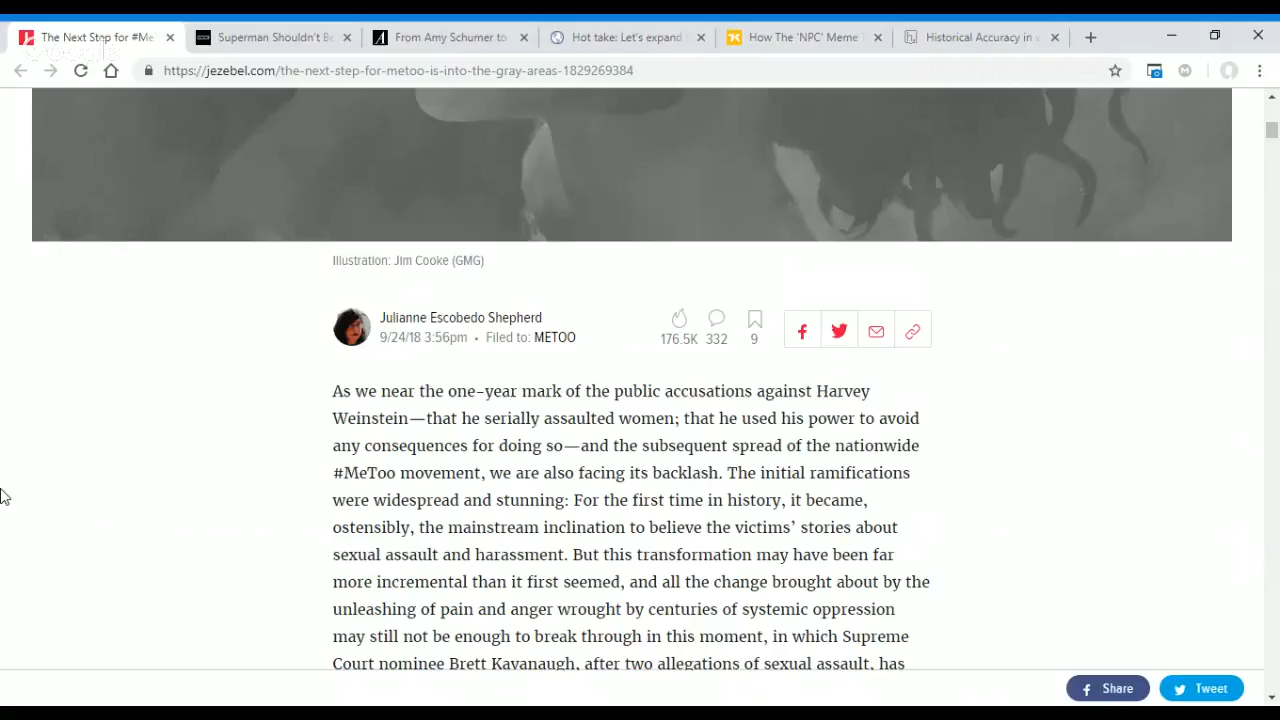 The Next Step for #Me
Superman Shouldn't Be
From Amy Schumer to
Hot take: Let's expand
How The 'NPC' Meme
Historical Accuracy in
https://jezebel.com/the-next-step-for-metoo-is-into-the-gray-areas-1829269384
Illustration: Jim Cooke (GMG)
Julianne Escobedo Shepherd
9/24/18 3:56pm • Filed to: METOO
176.5K 332 9
As we near the one-year mark of the public accusations against Harvey
Weinstein—that he serially assaulted women; that he used his power to avoid
any consequences for doing so—and the subsequent spread of the nationwide
#MeToo movement, we are also facing its backlash. The initial ramifications
were widespread and stunning: For the first time in history, it became,
ostensibly, the mainstream inclination to believe the victims' stories about
sexual assault and harassment. But this transformation may have been far
more incremental than it first seemed, and all the change brought about by the
unleashing of pain and anger wrought by centuries of systemic oppression
may still not be enough to break through in this moment, in which Supreme
Court nominee Brett Kavanaugh, after two allegations of sexual assault, has
Share
Tweet